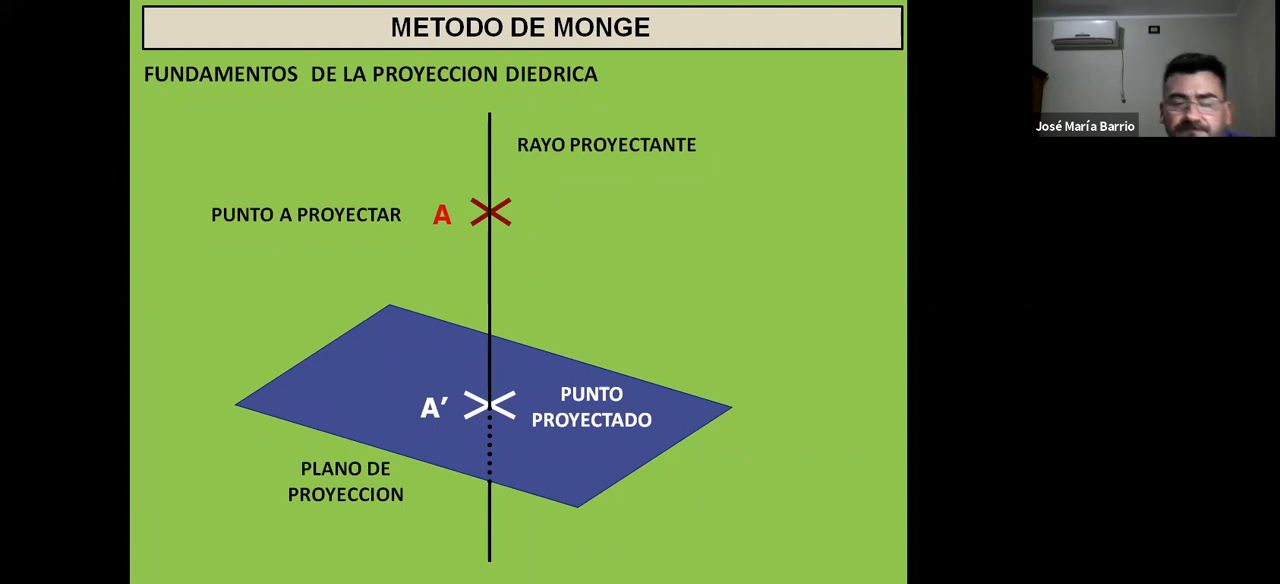 METODO DE MONGE
FUNDAMENTOS DE LA PROYECCION DIEDRICA
RAYO PROYECTANTE
PUNTO A PROYECTAR A
A′ PUNTO
PROYECTADO
PLANO DE
PROYECCION
José María Barrio